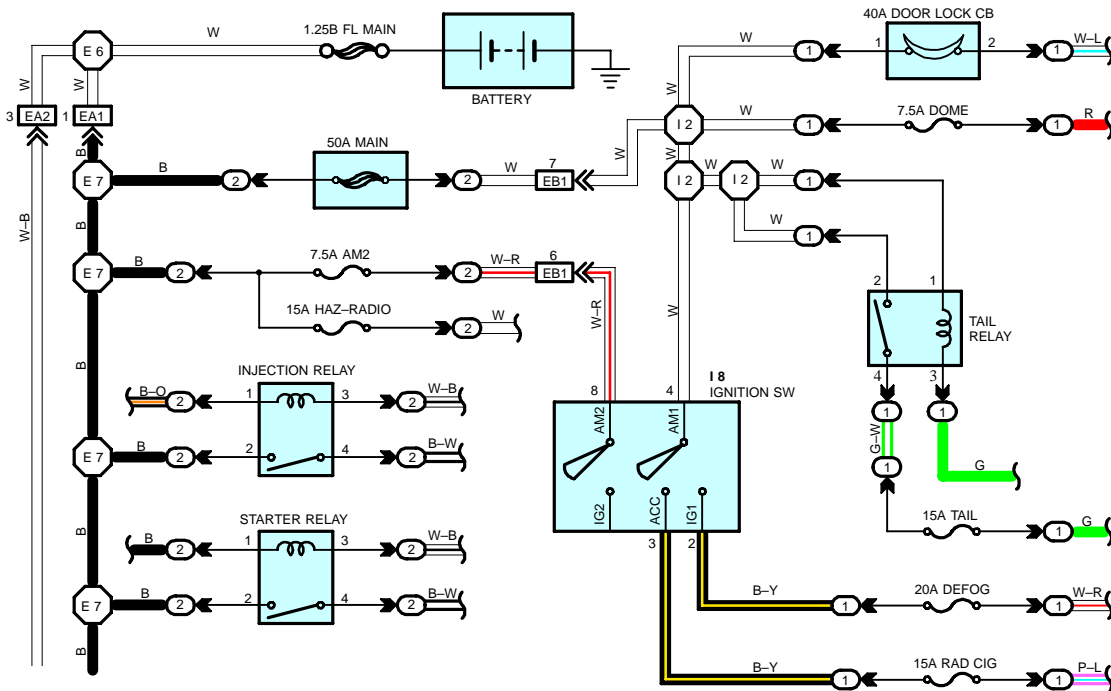 40A DOOR LOCK CB
W 1.25B FL MAIN W 1 1 2 1 W–L
E 6
BATTERY
W W W
3 EA2 1 EA1
7.5A DOME
I 2 W 1 1 R
B
50A MAIN
7 W W
E 7 B 2 2 W EB1
I 2 W I 2 W 1
W 1
W–B B
7.5A AM2
W–R 6
E 7 B 2 2 EB1
15A HAZ–RADIO
2 W
W–R W
2 1
TAIL
RELAY
4 3
B
INJECTION RELAY
B–O 2 1 3 2 W–B
E 7 B 2 2 4 2 B–W
I 8
IGNITION SW
8 4
AM2 AM1
IG2 ACC IG1
3 2
1 1
G–W
1 G
15A TAIL
1 G
B
STARTER RELAY
B 2 1 3 2 W–B
E 7 B 2 2 4 2 B–W
B
B–Y 1 20A DEFOG 1 W–R
B–Y 1 15A RAD CIG 1 P–L